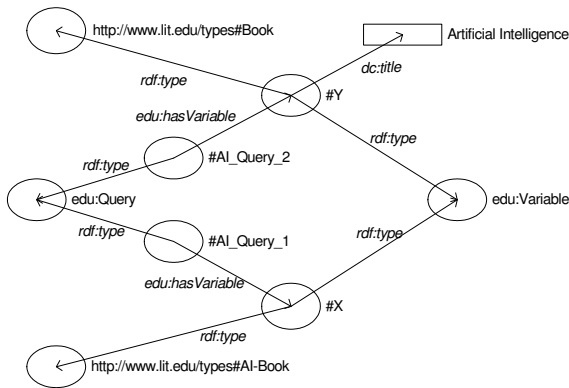 http://www.lit.edu/types#Book
Artificial Intelligence
dc:title
rdf:type
#Y
edu:hasVariable
rdf:type
#AI_Query_2
rdf:type
edu:Query
edu:Variable
rdf:type
#AI_Query_1
rdf:type
edu:hasVariable
#X
rdf:type
http://www.lit.edu/types#AI-Book